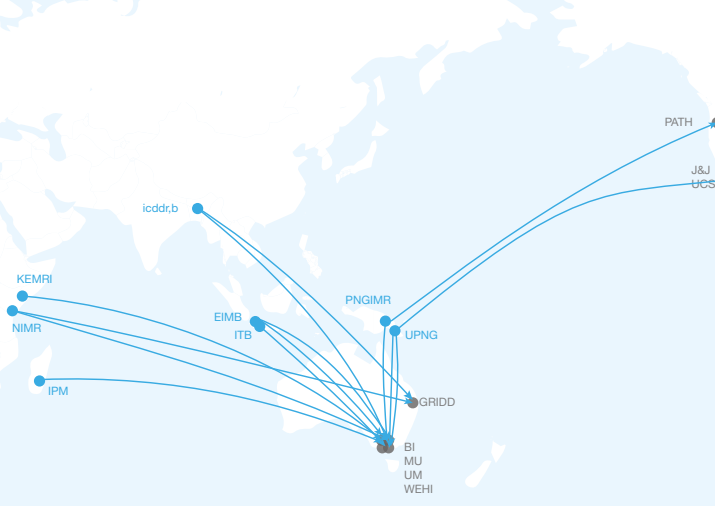 PATH
J&J
UCS
icddr,b
KEMRI
PNGIMR
EIMB
NIMR
ITB
UPNG
IPM
GRIDD
BI
MU
UM
WEHI